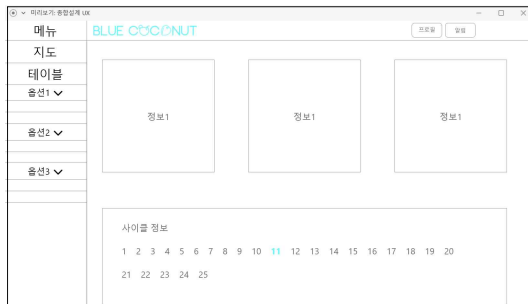 미리보기: 종합설계 UX
메뉴
BLUE COCONUT
프로필
알림
지도
테이블
옵션1
옵션2
옵션3
정보1
정보1
정보1
사이클 정보
1 2 3 4 5 6 7 8 9 10 11 12 13 14 15 16 17 18 19 20
21 22 23 24 25